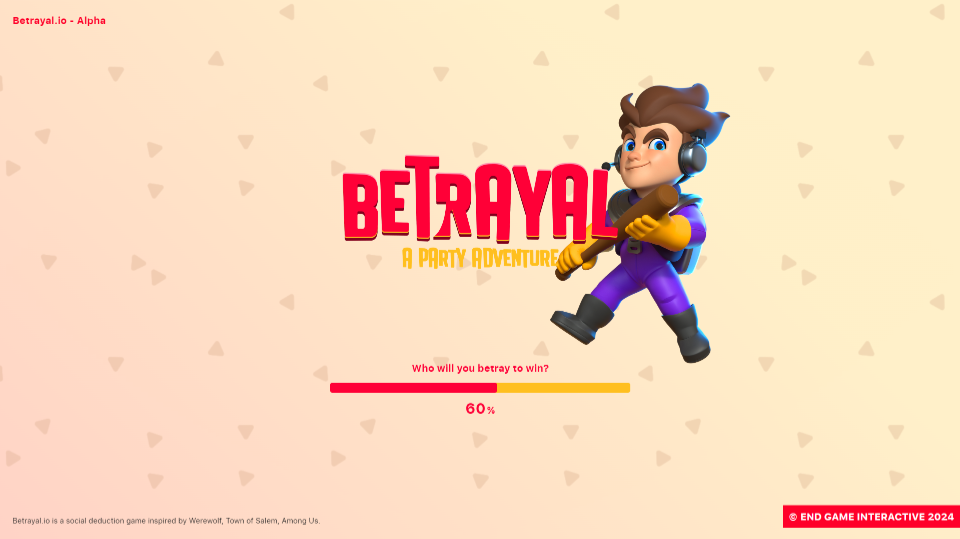 Betrayal.io - Alpha
BETRAYAL
A PARTY ADVENTURE
Who will you betray to win?
60%
Betrayal.io is a social deduction game inspired by Werewolf, Town of Salem, Among Us.
© END GAME INTERACTIVE 2024